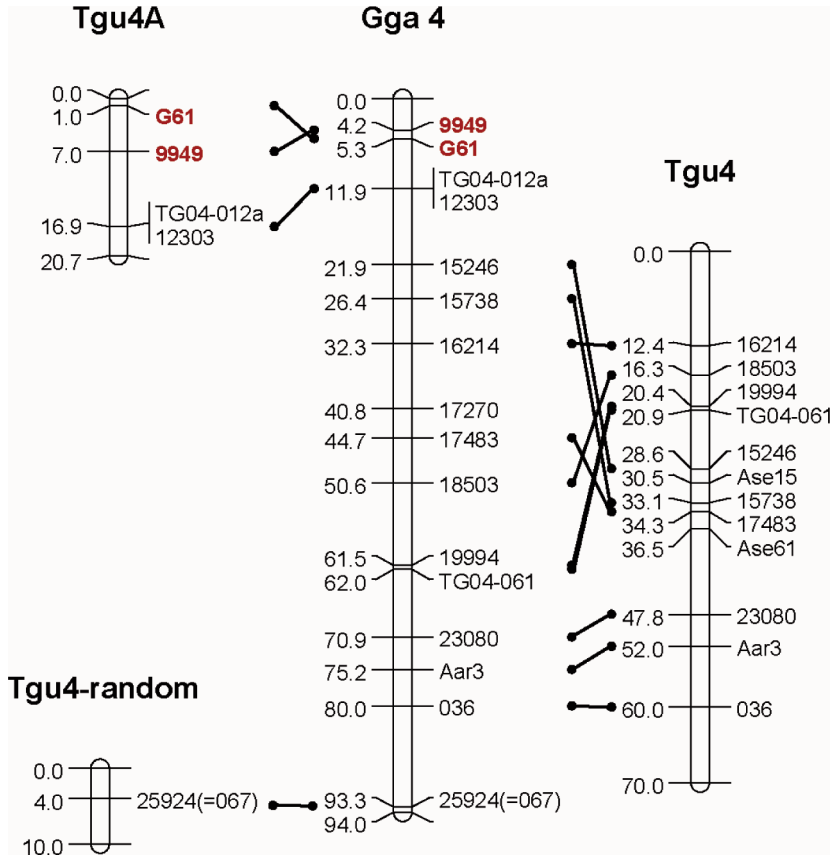 Tgu4A
0.0
1.0 G61
7.0 9949
TG04-012a
16.9
12303
20.7
Gga 4
0.0
4.2 9949
5.3 G61
TG04-012a
11.9
12303
21.9 15246
26.4 15738
32.3 16214
40.8 17270
44.7 17483
50.6 18503
61.5 19994
62.0 TG04-061
70.9 23080
75.2 Aar3
80.0 036
93.3 25924(=067)
94.0
Tgu4
0.0
12.4 16214
16.3 18503
20.4 19994
20.9 TG04-061
28.6 15246
30.5 Ase15
33.1 15738
34.3 17483
36.5 Ase61
47.8 23080
52.0 Aar3
60.0 036
70.0
Tgu4-random
0.0
4.0 25924(=067)
10.0